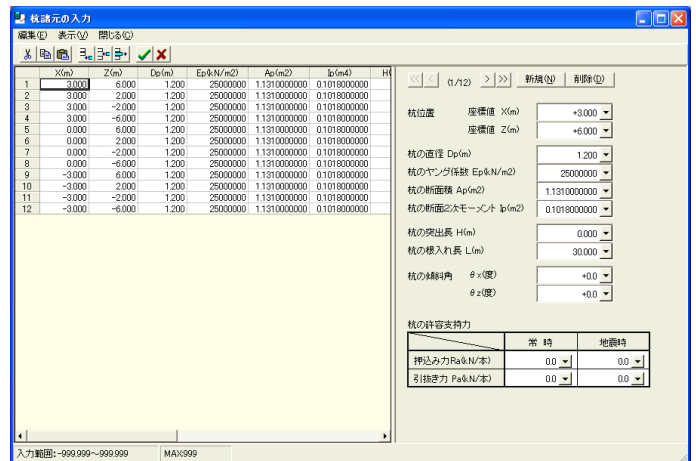 杭諸元の入力
編集(E) 表示(V) 閉じる(C)
X(m) Z(m) Dp(m) Ep(kN/m2) Ap(m2) Ip(m4) H(
1 3.000 6.000 1.200 25000000 1.1310000000 0.1018000000
2 3.000 2.000 1.200 25000000 1.1310000000 0.1018000000
3 3.000 -2.000 1.200 25000000 1.1310000000 0.1018000000
4 3.000 -6.000 1.200 25000000 1.1310000000 0.1018000000
5 0.000 6.000 1.200 25000000 1.1310000000 0.1018000000
6 0.000 2.000 1.200 25000000 1.1310000000 0.1018000000
7 0.000 -2.000 1.200 25000000 1.1310000000 0.1018000000
8 0.000 -6.000 1.200 25000000 1.1310000000 0.1018000000
9 -3.000 6.000 1.200 25000000 1.1310000000 0.1018000000
10 -3.000 2.000 1.200 25000000 1.1310000000 0.1018000000
11 -3.000 -2.000 1.200 25000000 1.1310000000 0.1018000000
12 -3.000 -6.000 1.200 25000000 1.1310000000 0.1018000000
<< < (1/12) > >> 新規(N) 削除(D)
杭位置 座標値 X(m) +3.000
座標値 Z(m) +6.000
杭の直径 Dp(m) 1.200
杭のヤング係数 Ep(kN/m2) 25000000
杭の断面積 Ap(m2) 1.1310000000
杭の断面2次モーメント Ip(m2) 0.1018000000
杭の突出長 H(m) 0.000
杭の根入れ長 L(m) 30.000
杭の傾斜角 θx(度) +0.0
θz(度) +0.0
杭の許容支持力
常 時 地震時
押込み力Ra(kN/本) 0.0 0.0
引抜き力 Pa(kN/本) 0.0 0.0
入力範囲:-999.999～999.999 MAX999